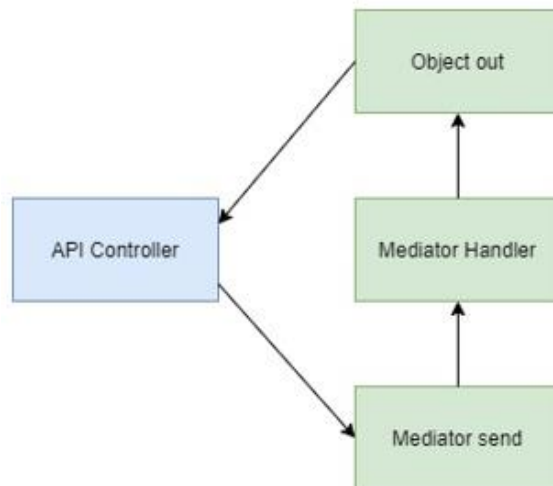 Object out
API Controller
Mediator Handler
Mediator send